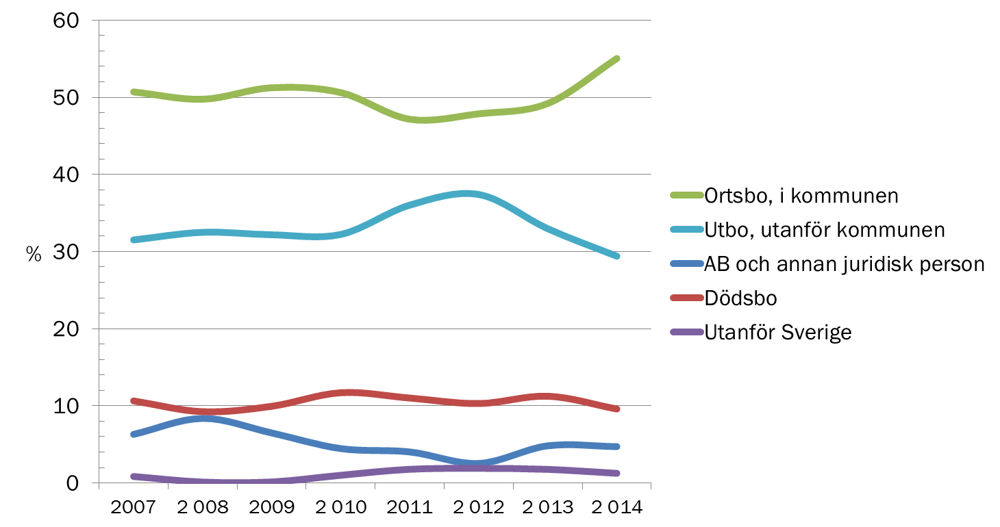 60
50
40
30
20
10
0
%
2007 2 008 2009 2 010 2011 2 012 2 013 2 014
Ortsbo, i kommunen
Utbo, utanför kommunen
AB och annan juridisk person
Dödsbo
Utanför Sverige